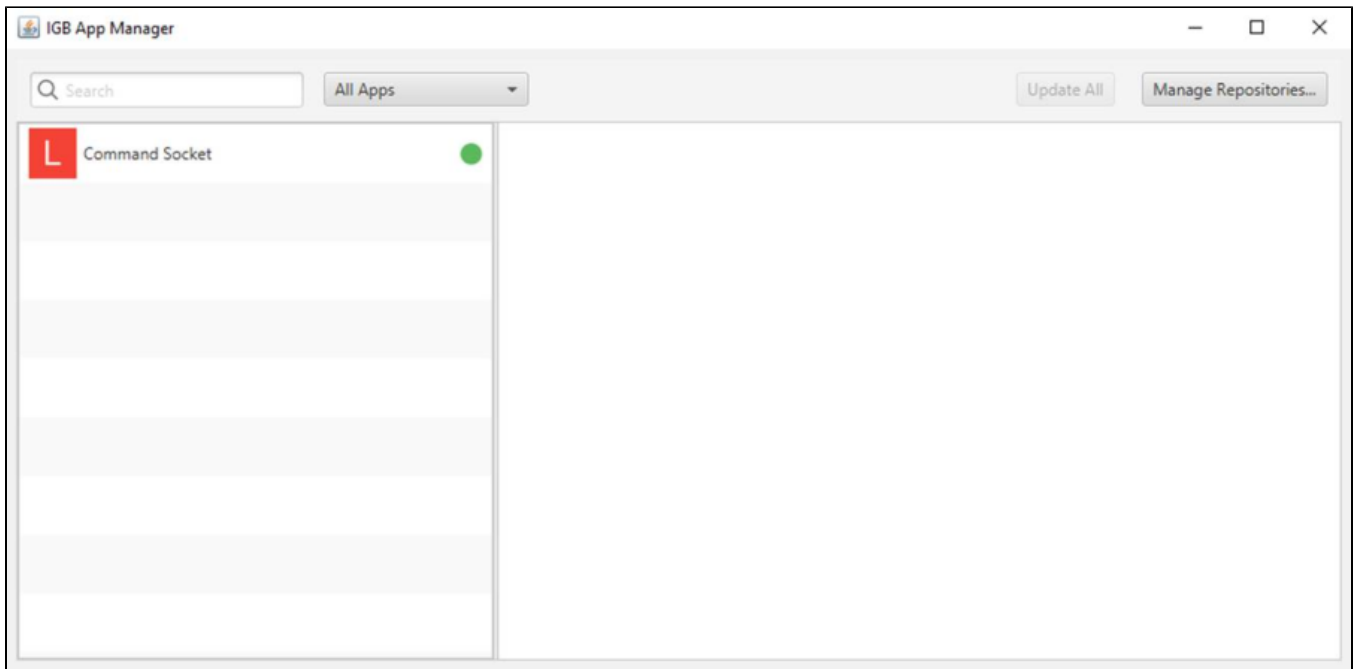 IGB App Manager
Search
All Apps
Update All
Manage Repositories...
L
Command Socket